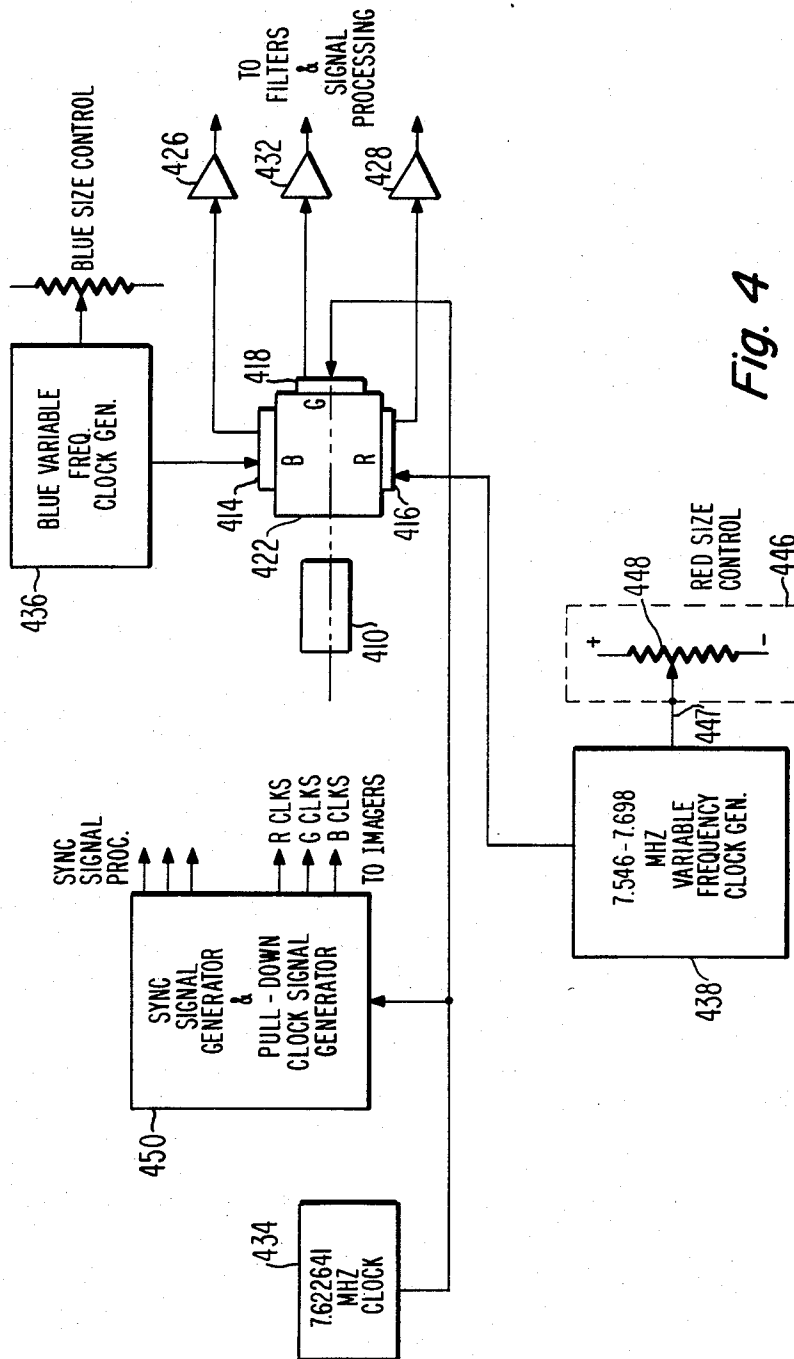 436
BLUE VARIABLE
FREQ.
CLOCK GEN.
BLUE SIZE CONTROL
426
432
428
TO
FILTERS
&
SIGNAL
PROCESSING
414
B
G
418
R
422
416
410
SYNC
SIGNAL
PROC.
450
SYNC
SIGNAL
GENERATOR
&
PULL-DOWN
CLOCK SIGNAL
GENERATOR
R CLKS
G CLKS
B CLKS
TO IMAGERS
434
7.622641
MHZ
CLOCK
7.546-7.698
MHZ
VARIABLE
FREQUENCY
CLOCK GEN.
438
447
+
448
-
RED SIZE
CONTROL
446
Fig. 4